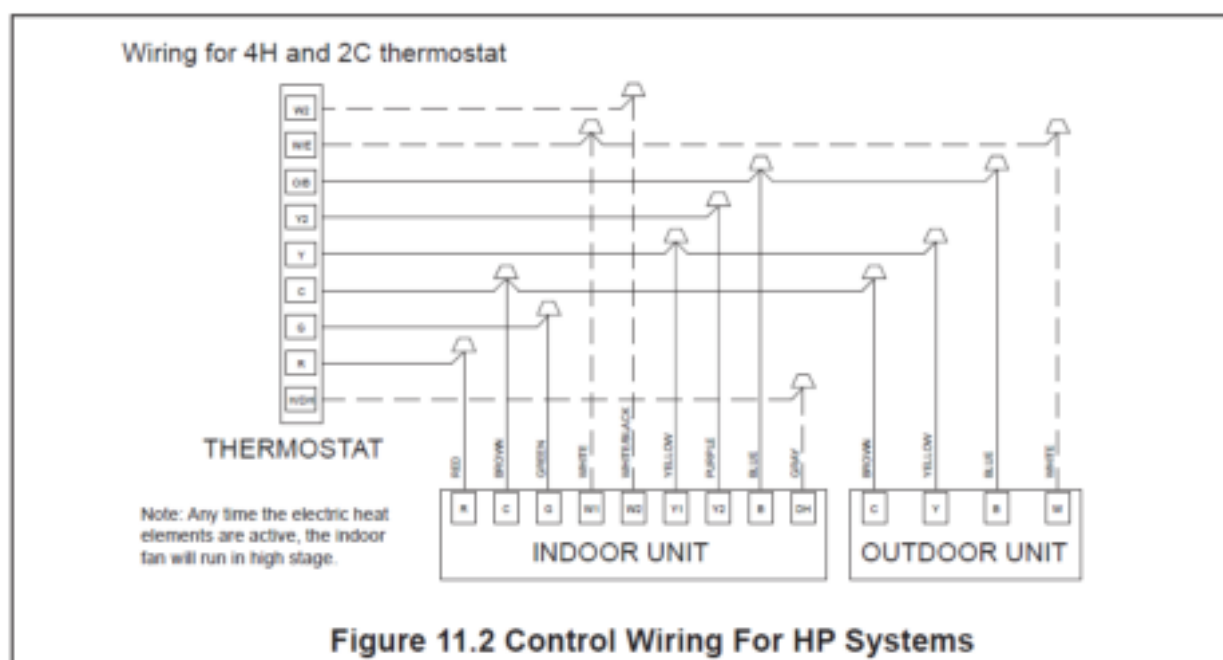 Wiring for 4H and 2C thermostat
W2
W/E
O/B
Y2
Y
C
G
R
THERMOSTAT
Note: Any time the electric heat
elements are active, the indoor
fan will run in high stage.
RED
BROWN
GREEN
WHITE
WHITE/BLACK
YELLOW
PURPLE
BLUE
GRAY
BROWN
YELLOW
BLUE
WHITE
R C G W1 W2 Y1 Y2 B DH
C Y B W
INDOOR UNIT
OUTDOOR UNIT
Figure 11.2 Control Wiring For HP Systems